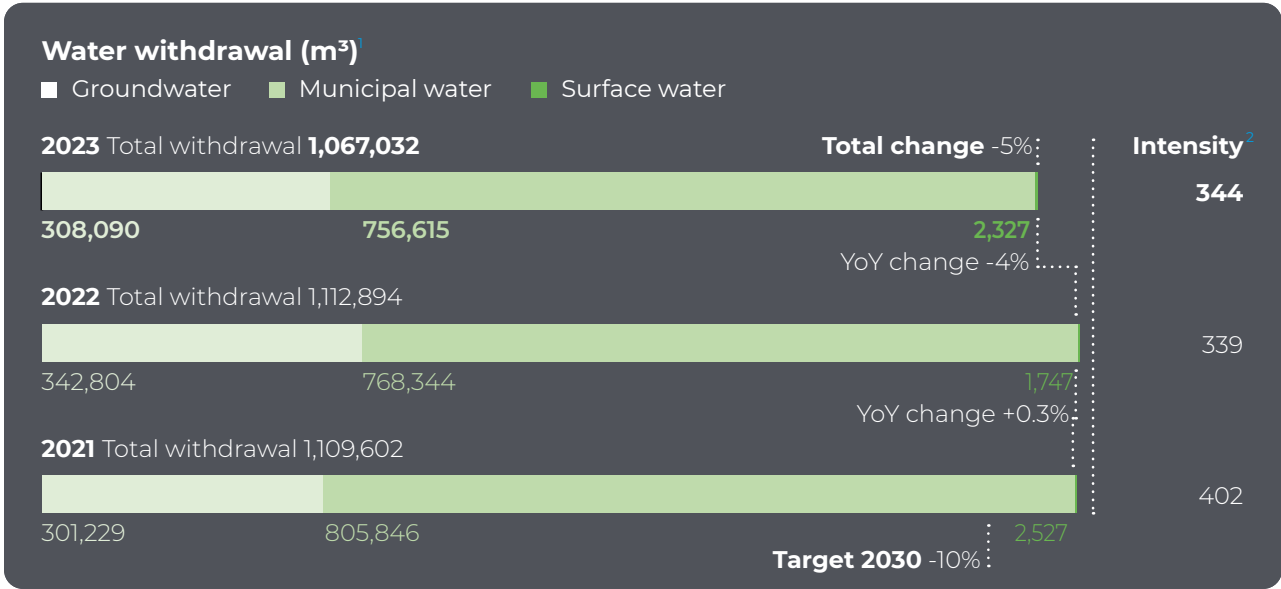 Water withdrawal (m³)1
Groundwater Municipal water Surface water
2023 Total withdrawal 1,067,032 Total change -5% Intensity2
344
308,090 756,615 2,327
YoY change -4%
2022 Total withdrawal 1,112,894
339
342,804 768,344 1,747
YoY change +0.3%
2021 Total withdrawal 1,109,602
402
301,229 805,846 2,527
Target 2030 -10%